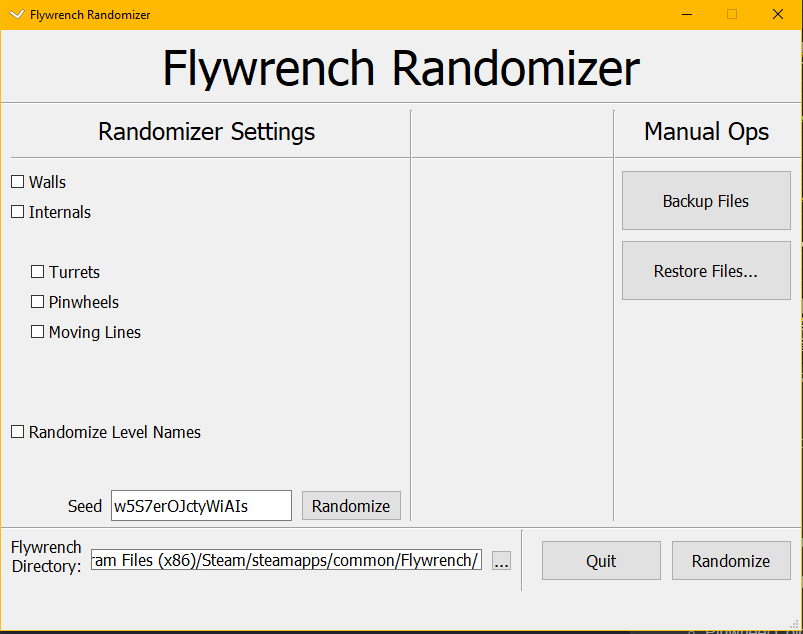 Flywrench Randomizer
Flywrench Randomizer
Randomizer Settings
Manual Ops
Walls
Internals
Turrets
Pinwheels
Moving Lines
Randomize Level Names
Seed w5S7erOJctyWiAIs Randomize
Backup Files
Restore Files...
Flywrench
Directory: ram Files (x86)/Steam/steamapps/common/Flywrench/ ...
Quit
Randomize